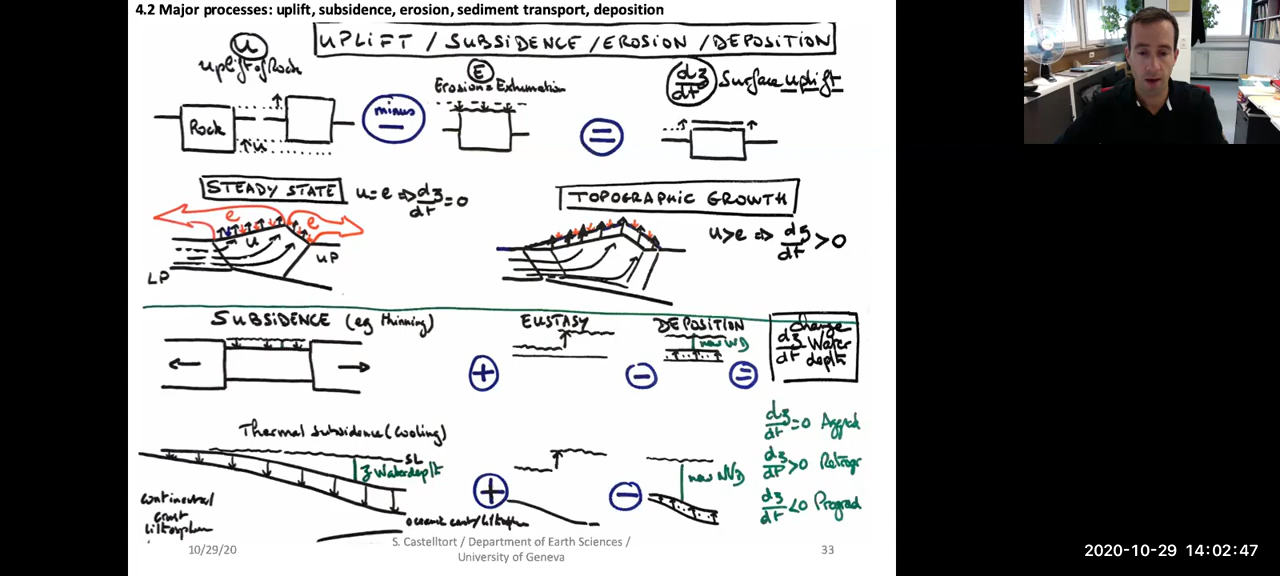 4.2 Major processes: uplift, subsidence, erosion, sediment transport, deposition
UPLIFT / SUBSIDENCE / EROSION / DEPOSITION
u
uplift of Rock
E
Erosion = Exhumation
dz/dt Surface uplift
Rock
u
minus
−
=
STEADY STATE
u=e ⇒ dz/dt = 0
e
e
u
LP
UP
TOPOGRAPHIC GROWTH
u>e ⇒ dz/dt > 0
SUBSIDENCE (eg thinning)
EUSTASY
DEPOSITION
new WD
+
−
=
change
dz/dt Water
depth
Thermal subsidence (cooling)
SL
z Waterdepth
+
−
new WD
dz/dt = 0 Aggrad
dz/dt > 0 Retrogr
dz/dt < 0 Prograd
continental
crust
lithosphere
oceanic crust/lithosphere
10/29/20
S. Castelltort / Department of Earth Sciences /
University of Geneva
33
2020-10-29 14:02:47